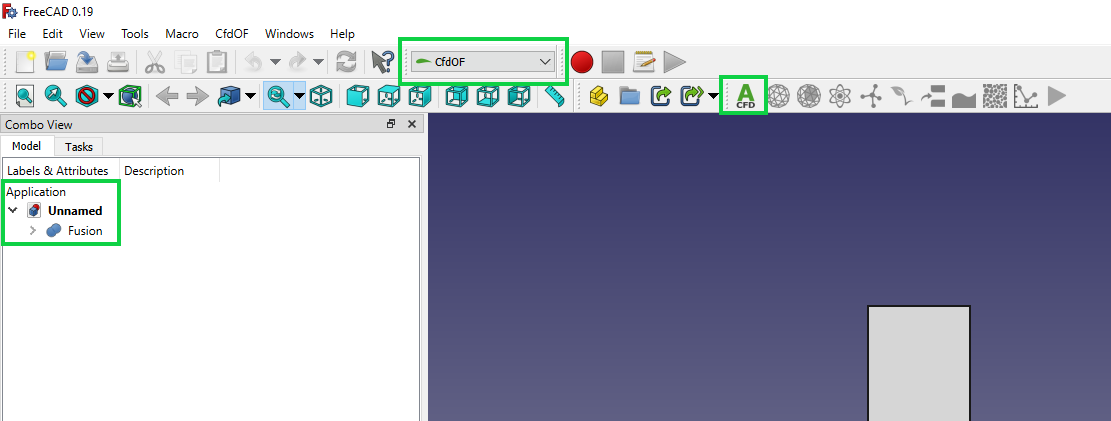 FreeCAD 0.19
File Edit View Tools Macro CfdOF Windows Help
CfdOF
A
CFD
Combo View
Model Tasks
Labels & Attributes Description
Application
Unnamed
Fusion